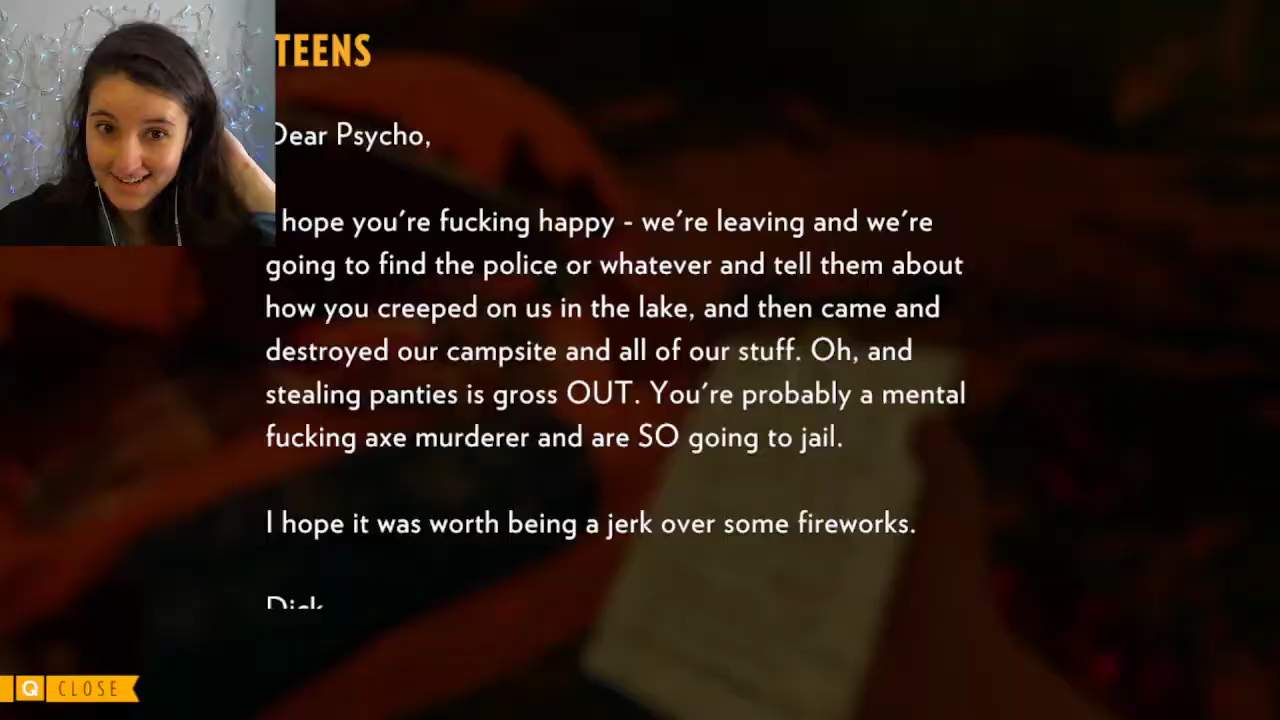 TEENS
Dear Psycho,
hope you're fucking happy - we're leaving and we're
going to find the police or whatever and tell them about
how you creeped on us in the lake, and then came and
destroyed our campsite and all of our stuff. Oh, and
stealing panties is gross OUT. You're probably a mental
fucking axe murderer and are SO going to jail.
I hope it was worth being a jerk over some fireworks.
Dick
Q CLOSE